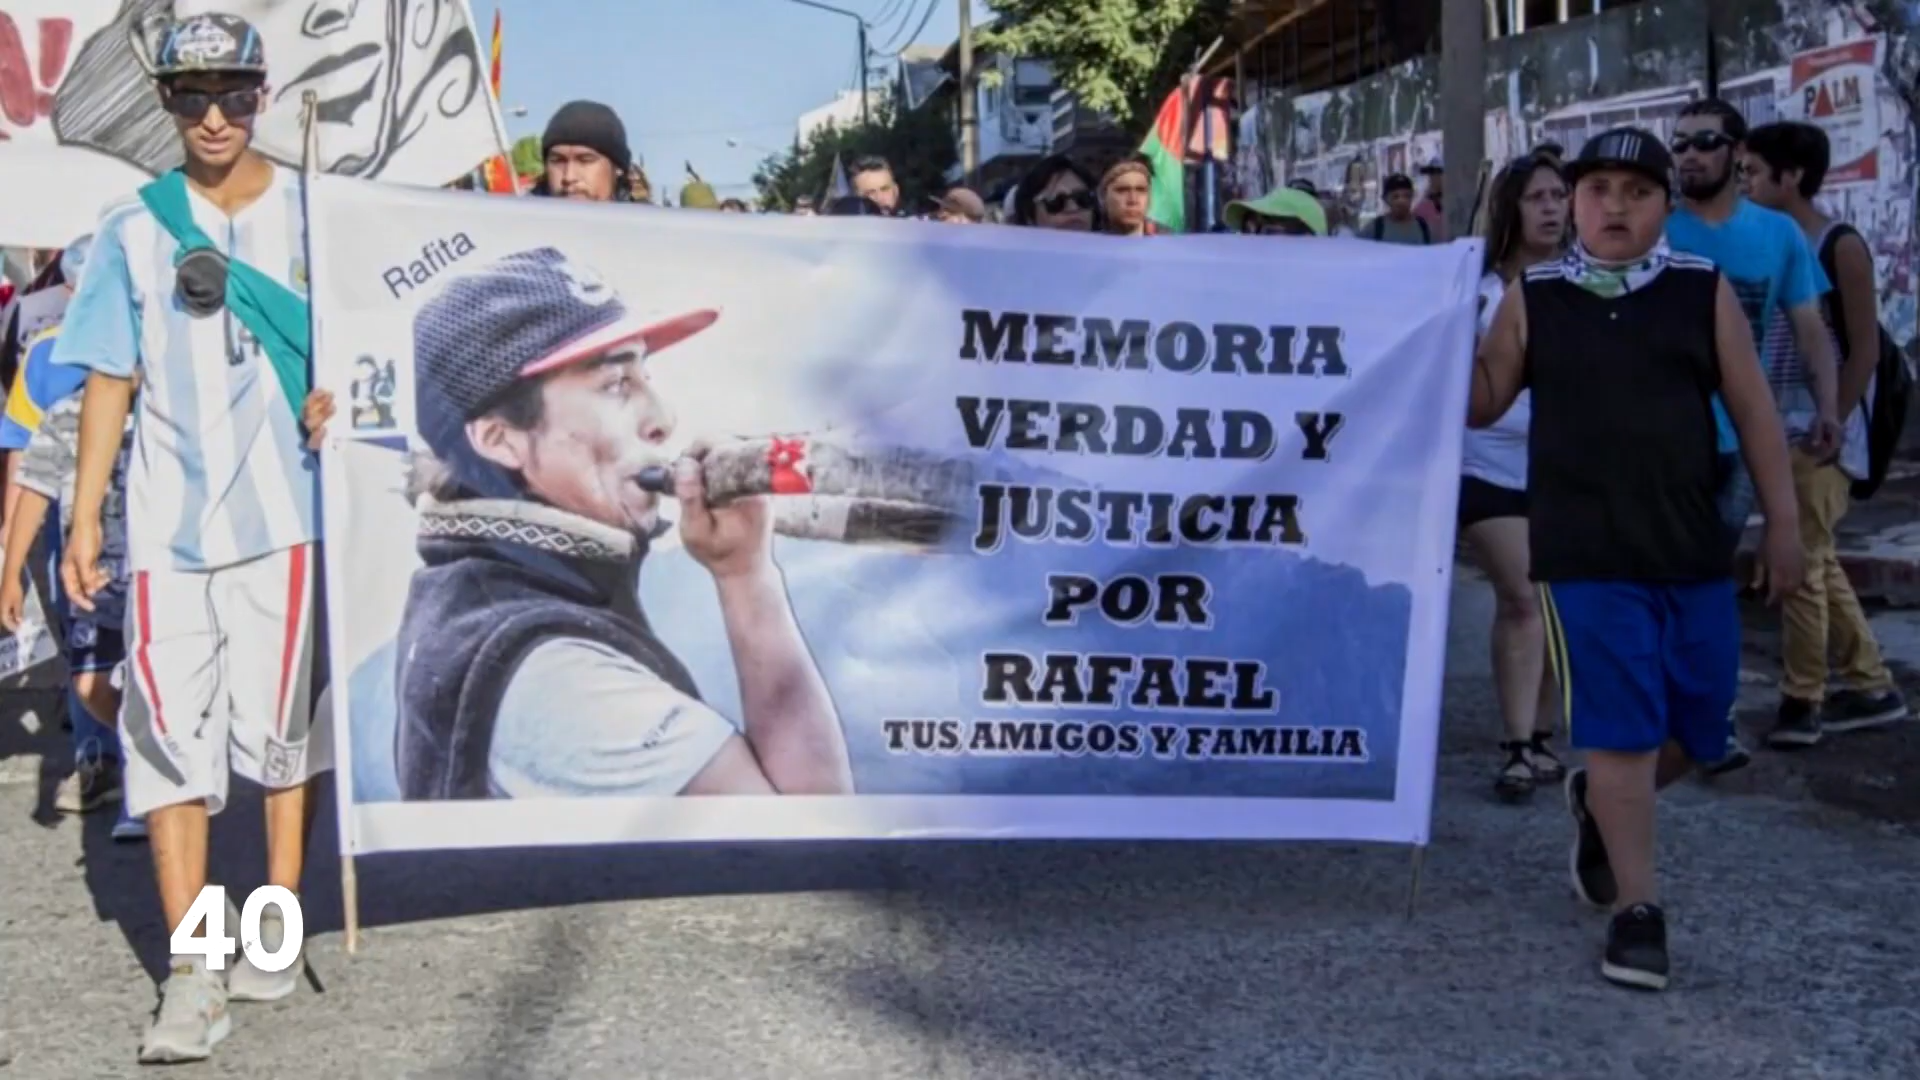 Rafita
MEMORIA
VERDAD Y
JUSTICIA
POR
RAFAEL
TUS AMIGOS Y FAMILIA
PALM
40